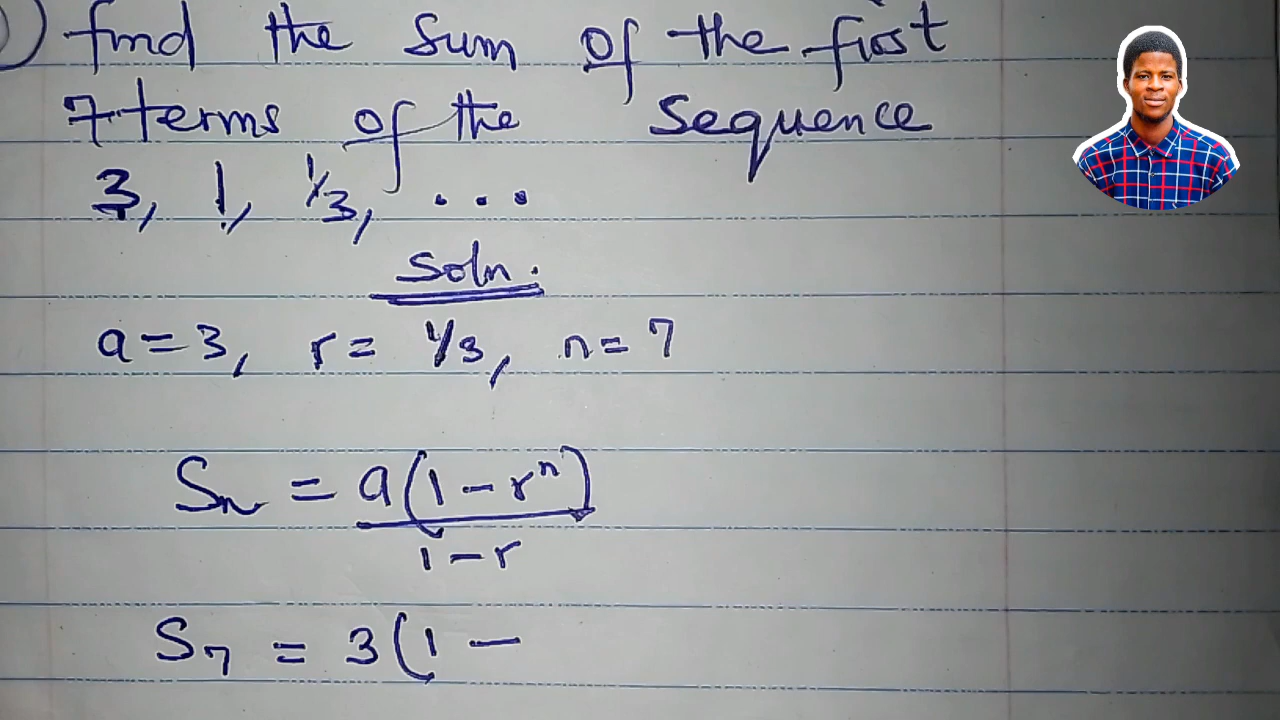 ) find the sum of the first
7 terms of the sequence
3, 1, 1/3, ...
Soln.
a = 3, r = 1/3, n = 7
Sn = a(1 - r^n)
1 - r
S7 = 3(1 -